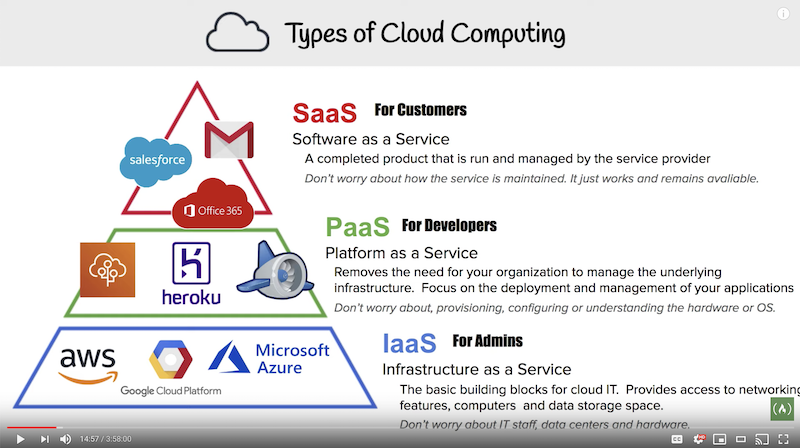 Types of Cloud Computing
SaaS For Customers
Software as a Service
A completed product that is run and managed by the service provider
Don't worry about how the service is maintained. It just works and remains avaliable.
salesforce
Office 365
PaaS For Developers
Platform as a Service
Removes the need for your organization to manage the underlying
infrastructure. Focus on the deployment and management of your applications
Don't worry about, provisioning, configuring or understanding the hardware or OS.
heroku
IaaS For Admins
Infrastructure as a Service
The basic building blocks for cloud IT. Provides access to networking
features, computers and data storage space.
Don't worry about IT staff, data centers and hardware.
aws
Google Cloud Platform
Microsoft
Azure
14:57 / 3:58:00